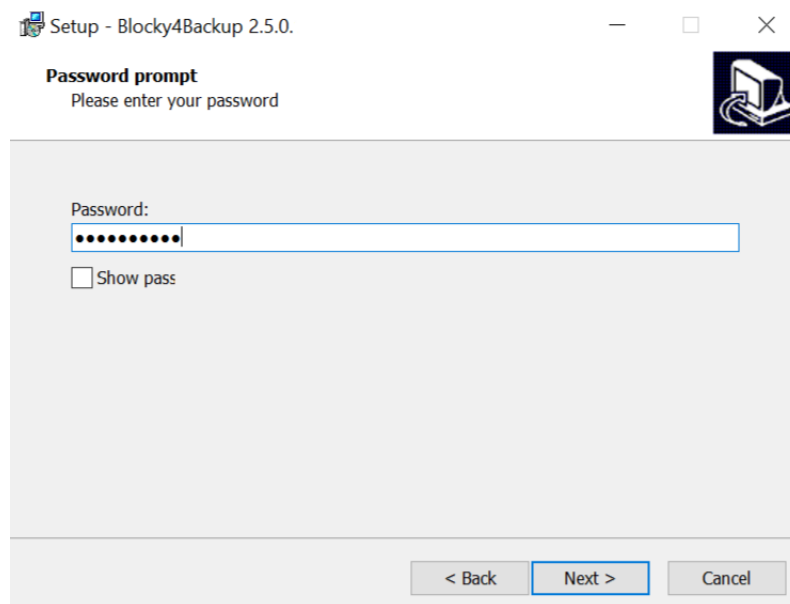 Setup - Blocky4Backup 2.5.0.
Password prompt
Please enter your password
Password:
••••••••••
Show pass
< Back Next > Cancel